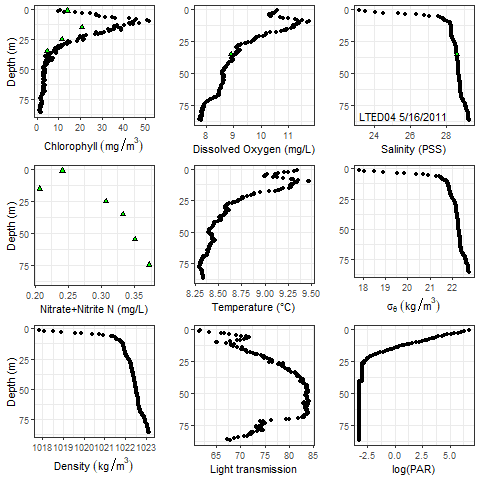 Depth (m)
0
25
50
75
0 10 20 30 40 50
Chlorophyll (mg/m³)
0
25
50
75
8 9 10 11
Dissolved Oxygen (mg/L)
0
25
50
75
LTED04 5/16/2011
24 26 28
Salinity (PSS)
Depth (m)
0
25
50
75
0.20 0.25 0.30 0.35
Nitrate+Nitrite N (mg/L)
0
25
50
75
8.25 8.50 8.75 9.00 9.25 9.50
Temperature (°C)
0
25
50
75
18 19 20 21 22
σθ (kg/m³)
Depth (m)
0
25
50
75
1018 1019 1020 1021 1022 1023
Density (kg/m³)
0
25
50
75
65 70 75 80 85
Light transmission
0
25
50
75
-2.5 0.0 2.5 5.0
log(PAR)